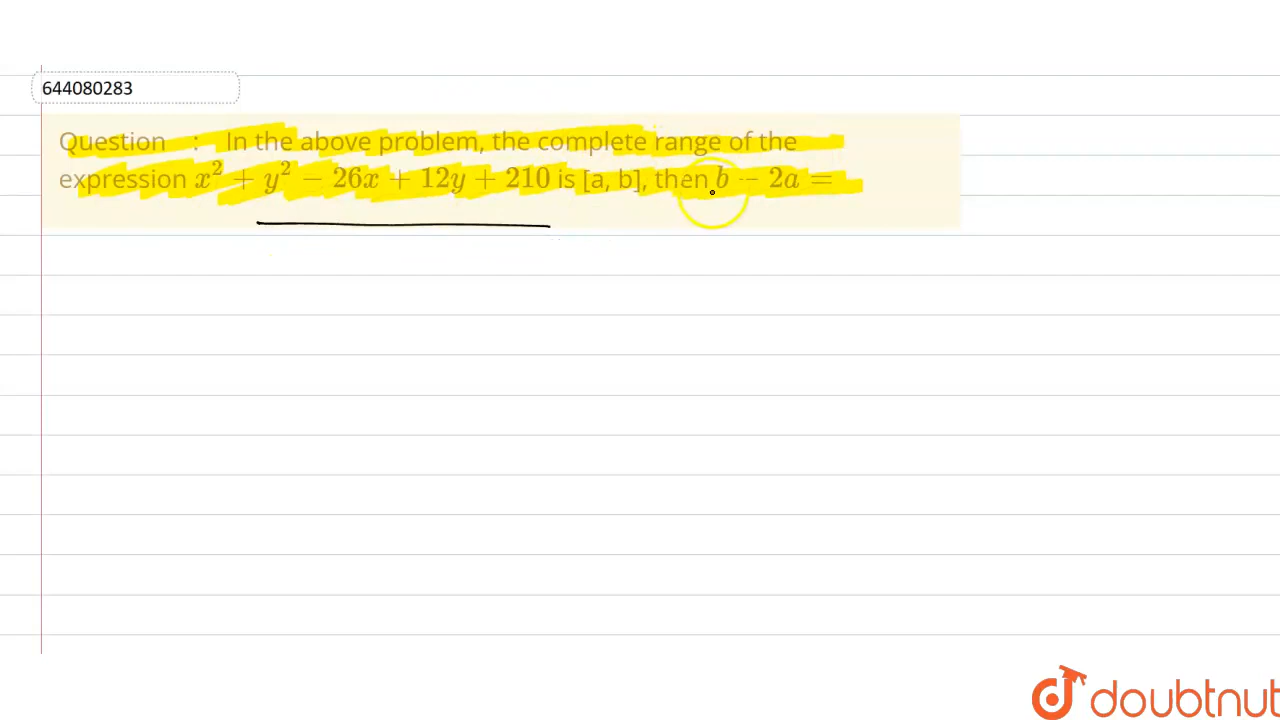 644080283
Question : In the above problem, the complete range of the
expression x² + y² − 26x + 12y + 210 is [a, b], then b − 2a =
doubtnut